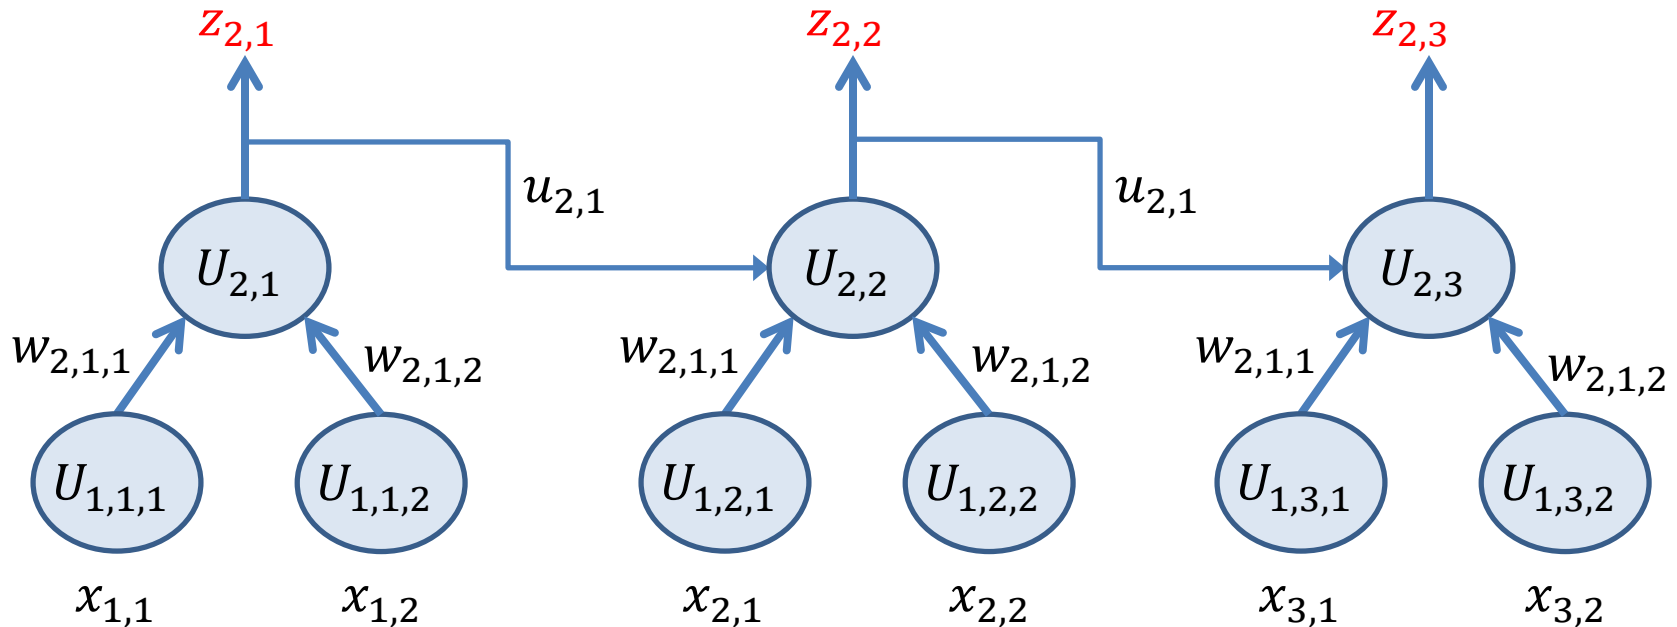 z2,1 z2,2 z2,3
u2,1 u2,1
U2,1 U2,2 U2,3
w2,1,1 w2,1,2 w2,1,1 w2,1,2 w2,1,1 w2,1,2
U1,1,1 U1,1,2 U1,2,1 U1,2,2 U1,3,1 U1,3,2
x1,1 x1,2 x2,1 x2,2 x3,1 x3,2